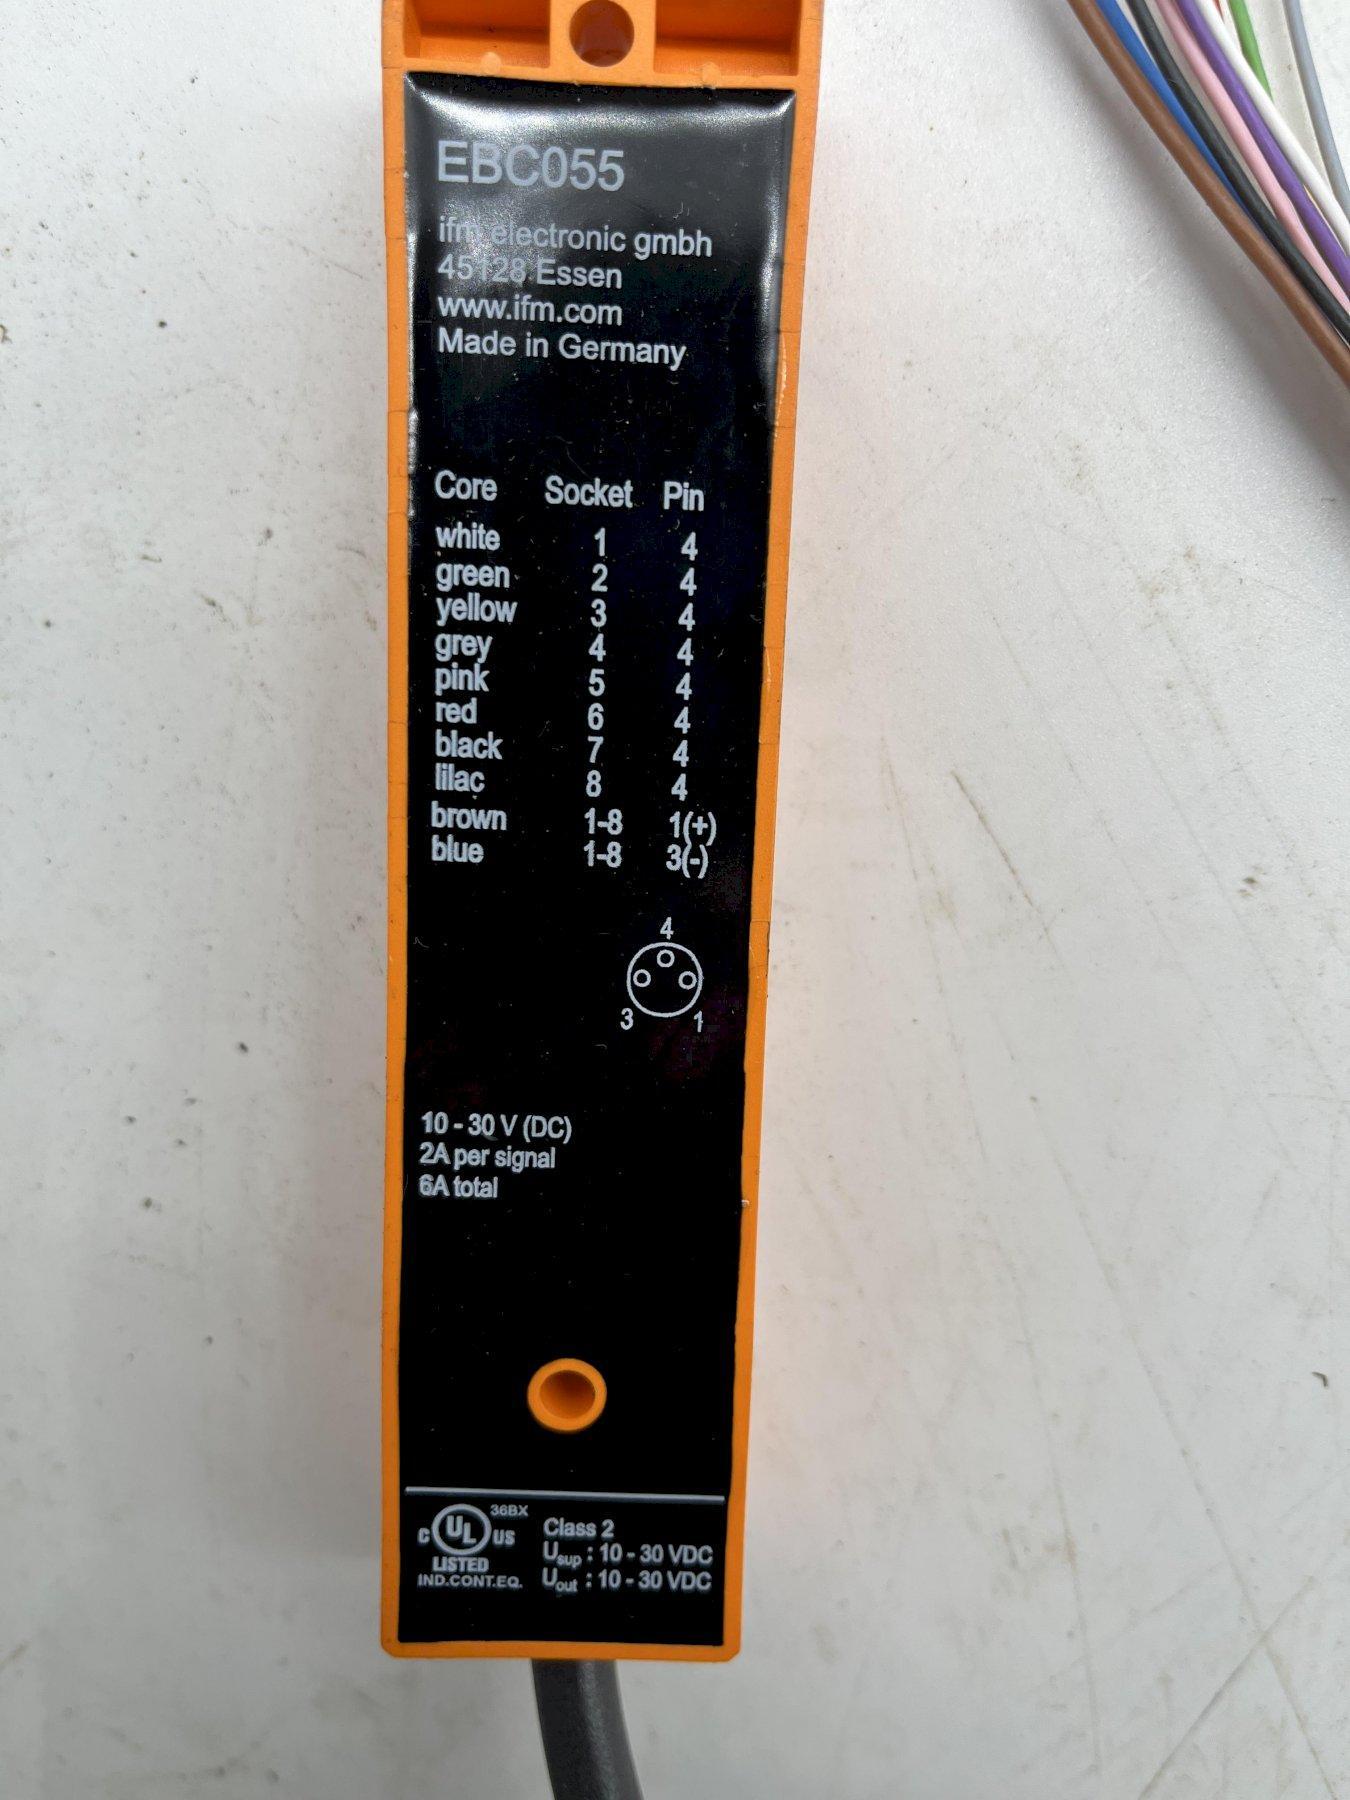 EBC055
ifm electronic gmbh
45128 Essen
www.ifm.com
Made in Germany
Core Socket Pin
white 1 4
green 2 4
yellow 3 4
grey 4 4
pink 5 4
red 6 4
black 7 4
lilac 8 4
brown 1-8 1(+)
blue 1-8 3(-)
4
3 1
10 - 30 V (DC)
2A per signal
6A total
36BX
C UL US
LISTED
IND.CONT.EQ.
Class 2
Usup : 10 - 30 VDC
Uout : 10 - 30 VDC